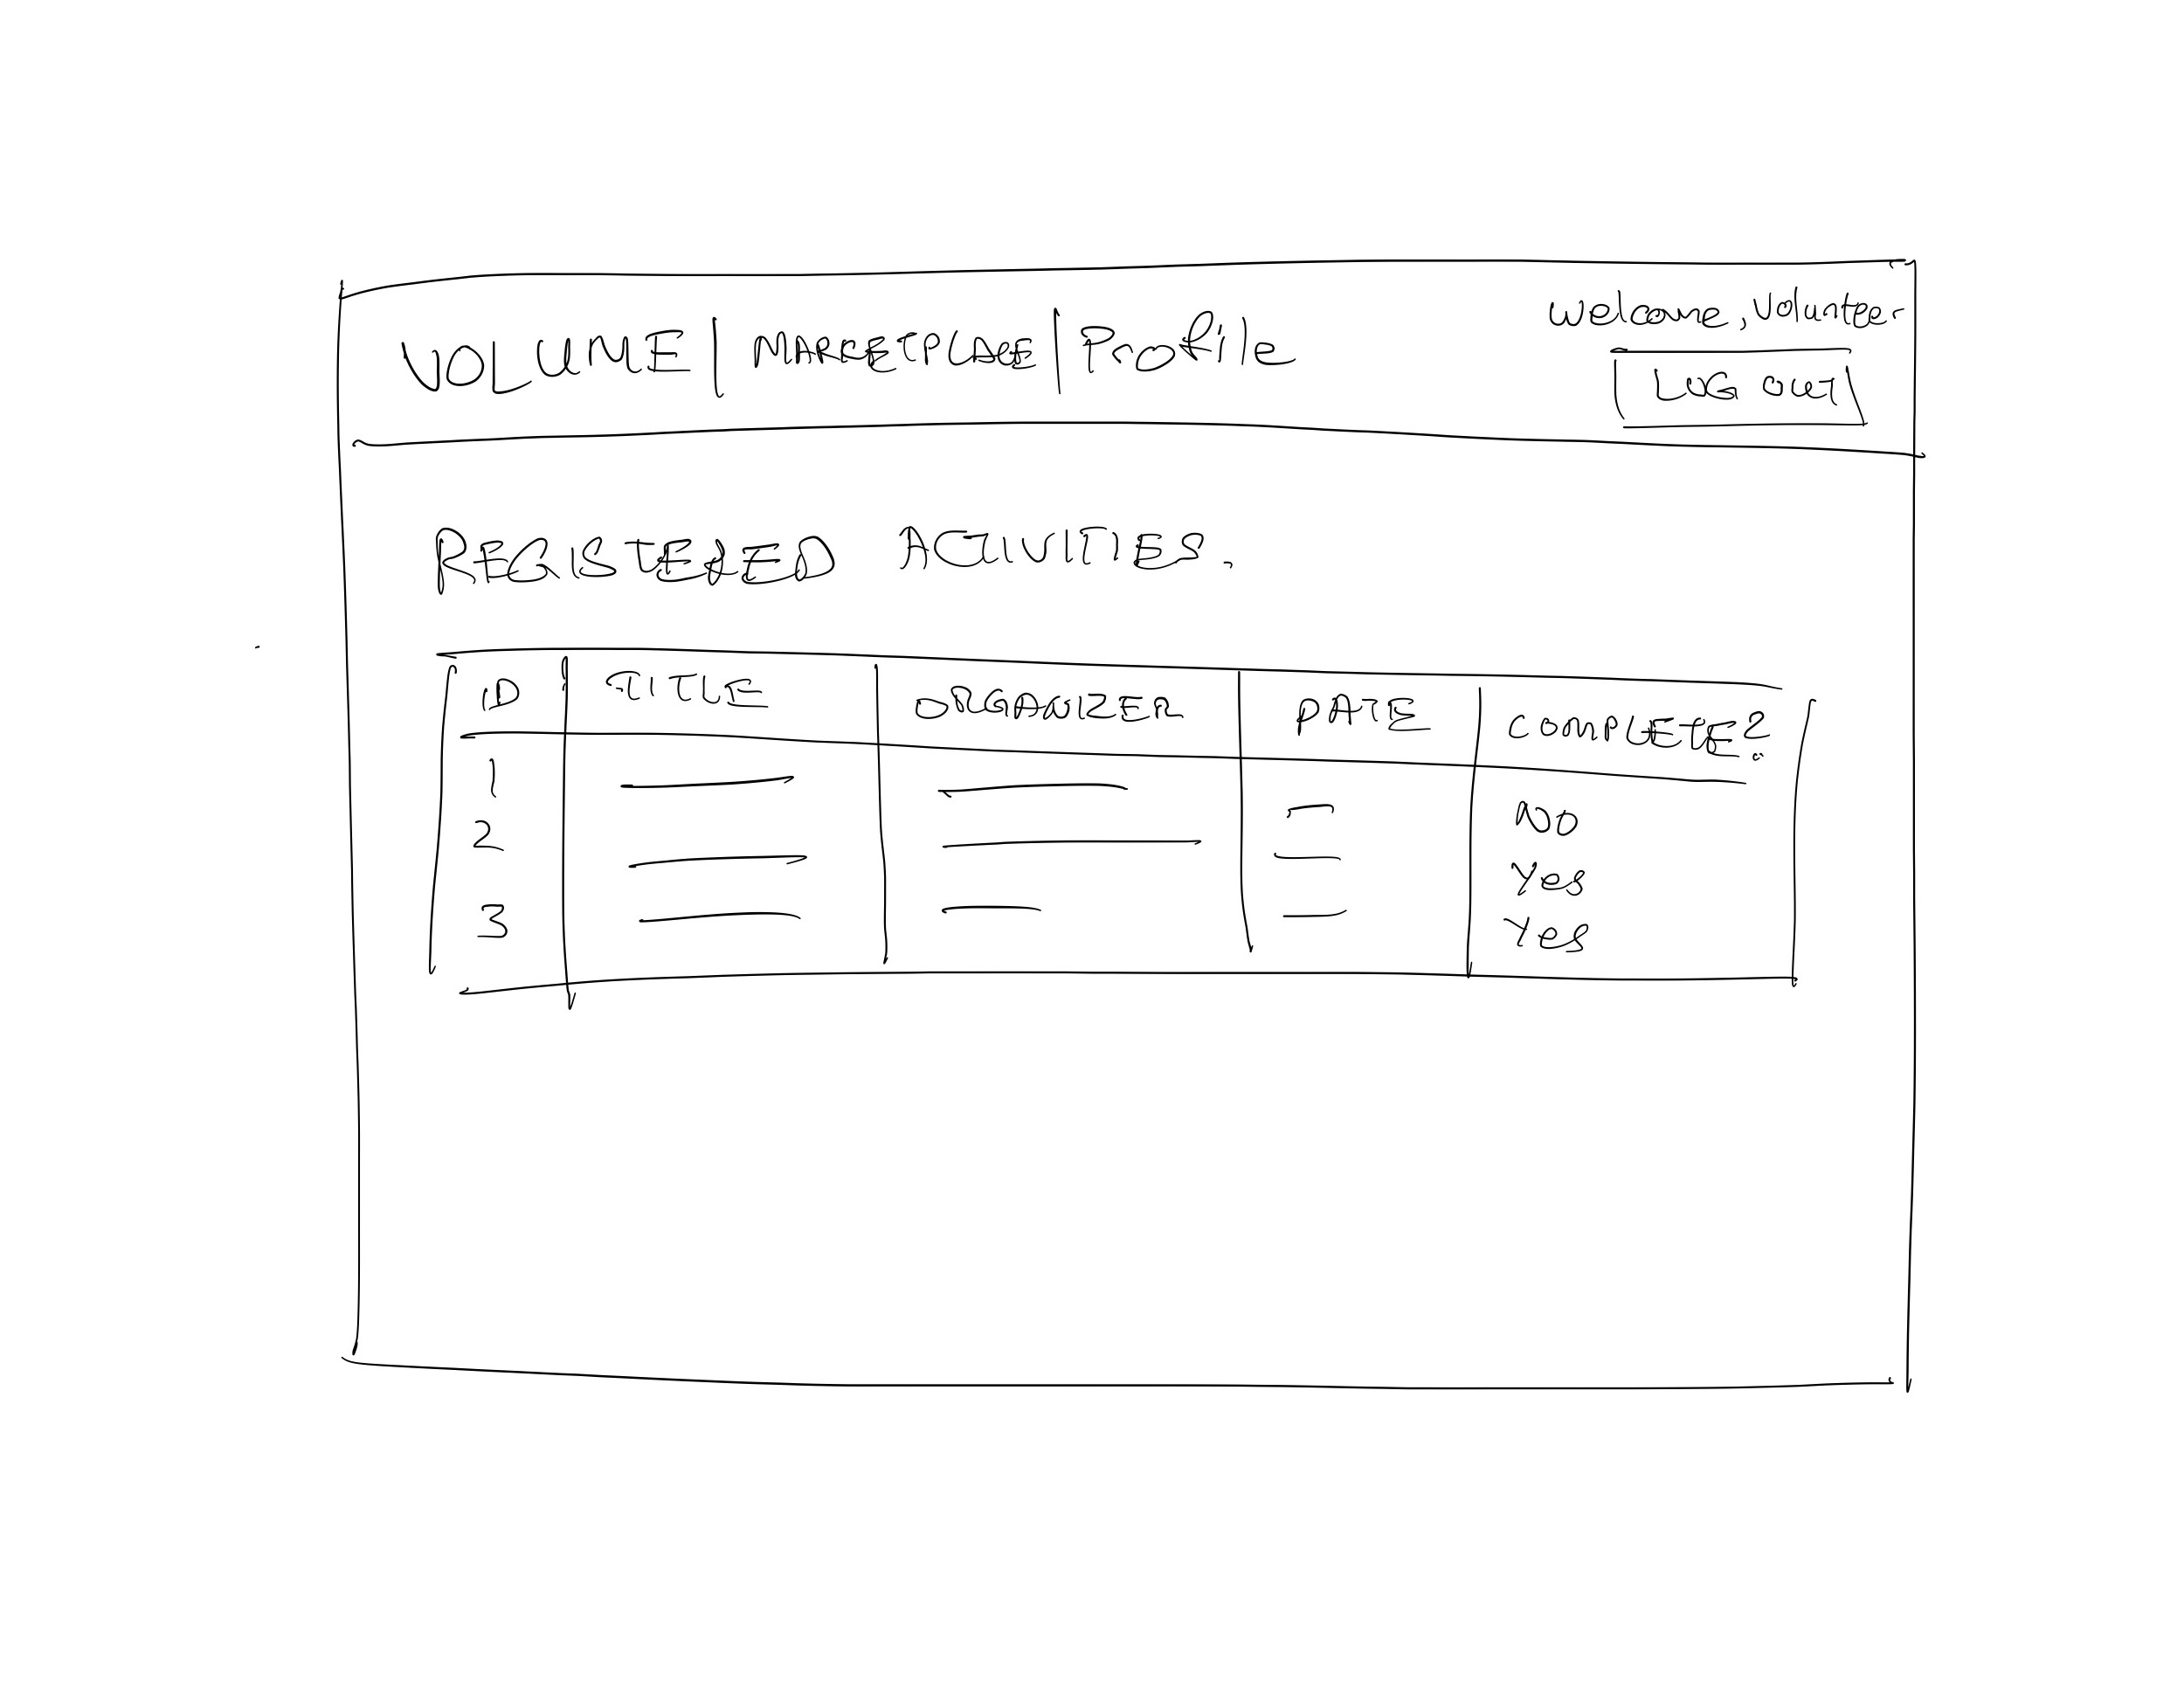 VOLUNE | MARKETPLACE | Profile
Welcome, Volunteer
LOG OUT
REGISTERED ACTIVITIES.
ID TITLE ORGANIZER DATE COMPLETE?
1 No
2 Yes
3 Yes